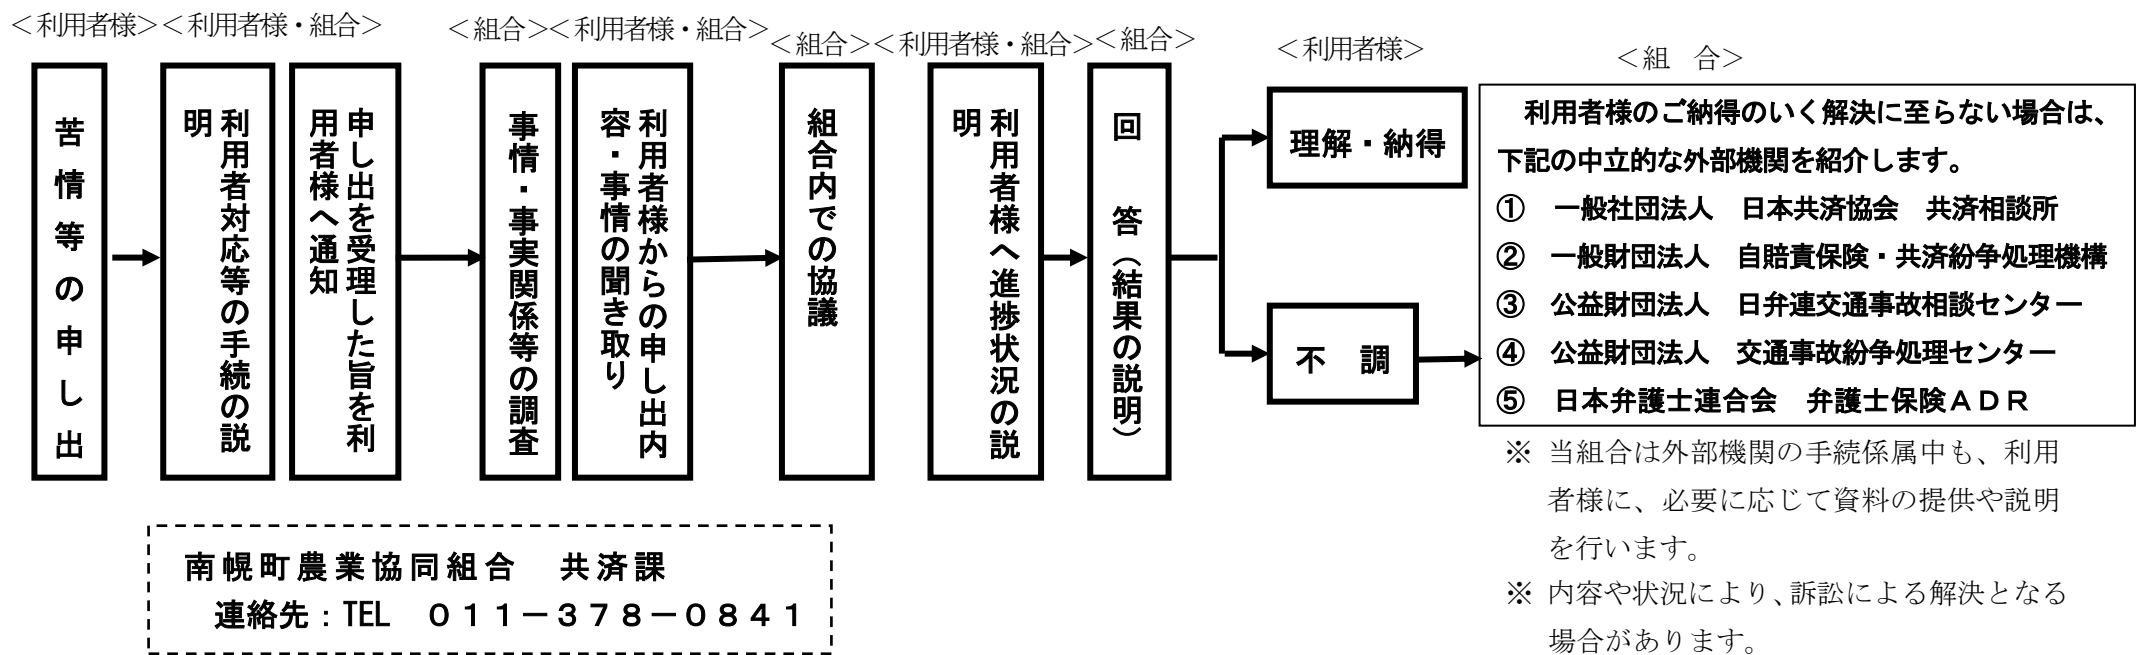 ＜利用者様＞
＜利用者様・組合＞
＜組合＞
＜利用者様・組合＞
＜組合＞
＜利用者様・組合＞
＜組合＞
＜利用者様＞
＜組　合＞
苦情等の申し出
利用者対応等の手続の説
明
申し出を受理した旨を利
用者様へ通知
事情・事実関係等の調査
利用者様からの申し出内
容・事情の聞き取り
組合内での協議
利用者様へ進捗状況の説
明
回　答（結果の説明）
理解・納得
不　調
利用者様のご納得のいく解決に至らない場合は、
下記の中立的な外部機関を紹介します。
①　一般社団法人　日本共済協会　共済相談所
②　一般財団法人　自賠責保険・共済紛争処理機構
③　公益財団法人　日弁連交通事故相談センター
④　公益財団法人　交通事故紛争処理センター
⑤　日本弁護士連合会　弁護士保険ＡＤＲ
※ 当組合は外部機関の手続係属中も、利用
者様に、必要に応じて資料の提供や説明
を行います。
※ 内容や状況により、訴訟による解決となる
場合があります。
南幌町農業協同組合　共済課
連絡先：TEL　０１１－３７８－０８４１